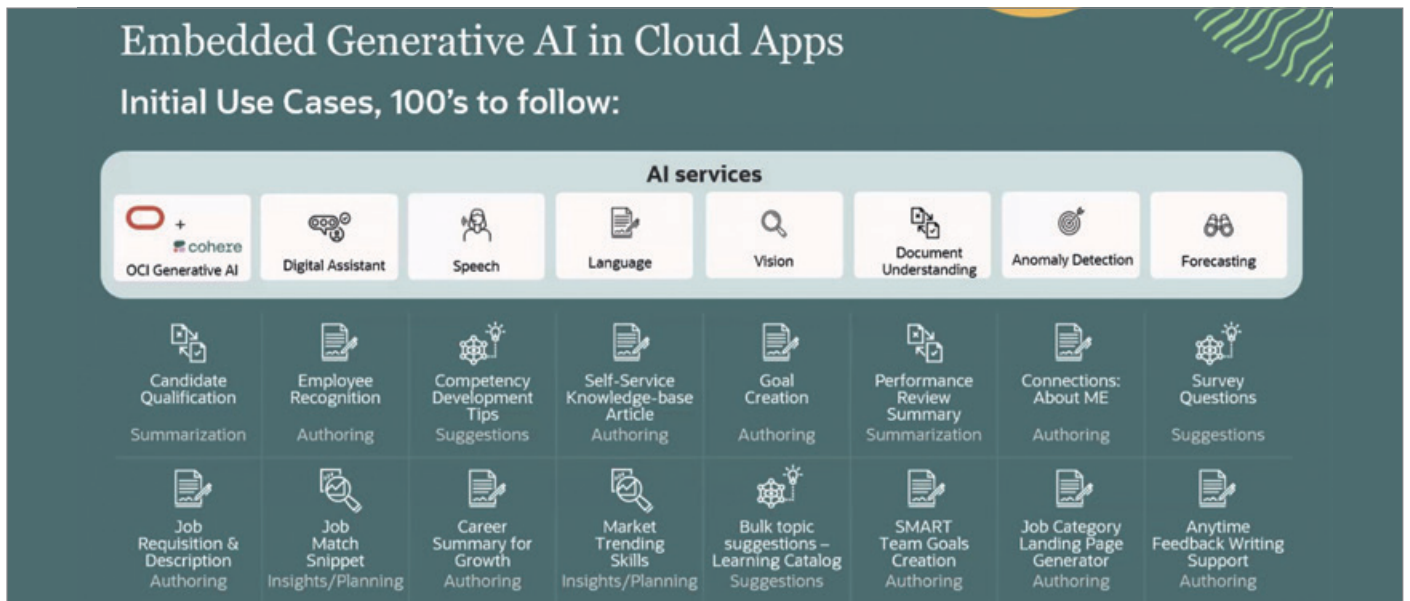 Embedded Generative AI in Cloud Apps
Initial Use Cases, 100's to follow:
AI services
+
cohere
OCI Generative AI
Digital Assistant
Speech
Language
Vision
Document
Understanding
Anomaly Detection
Forecasting
Candidate
Qualification
Summarization
Employee
Recognition
Authoring
Competency
Development
Tips
Suggestions
Self-Service
Knowledge-base
Article
Authoring
Goal
Creation
Authoring
Performance
Review
Summary
Summarization
Connections:
About ME
Authoring
Survey
Questions
Suggestions
Job
Requisition &
Description
Authoring
Job
Match
Snippet
Insights/Planning
Career
Summary for
Growth
Authoring
Market
Trending
Skills
Insights/Planning
Bulk topic
suggestions –
Learning Catalog
Suggestions
SMART
Team Goals
Creation
Authoring
Job Category
Landing Page
Generator
Authoring
Anytime
Feedback Writing
Support
Authoring